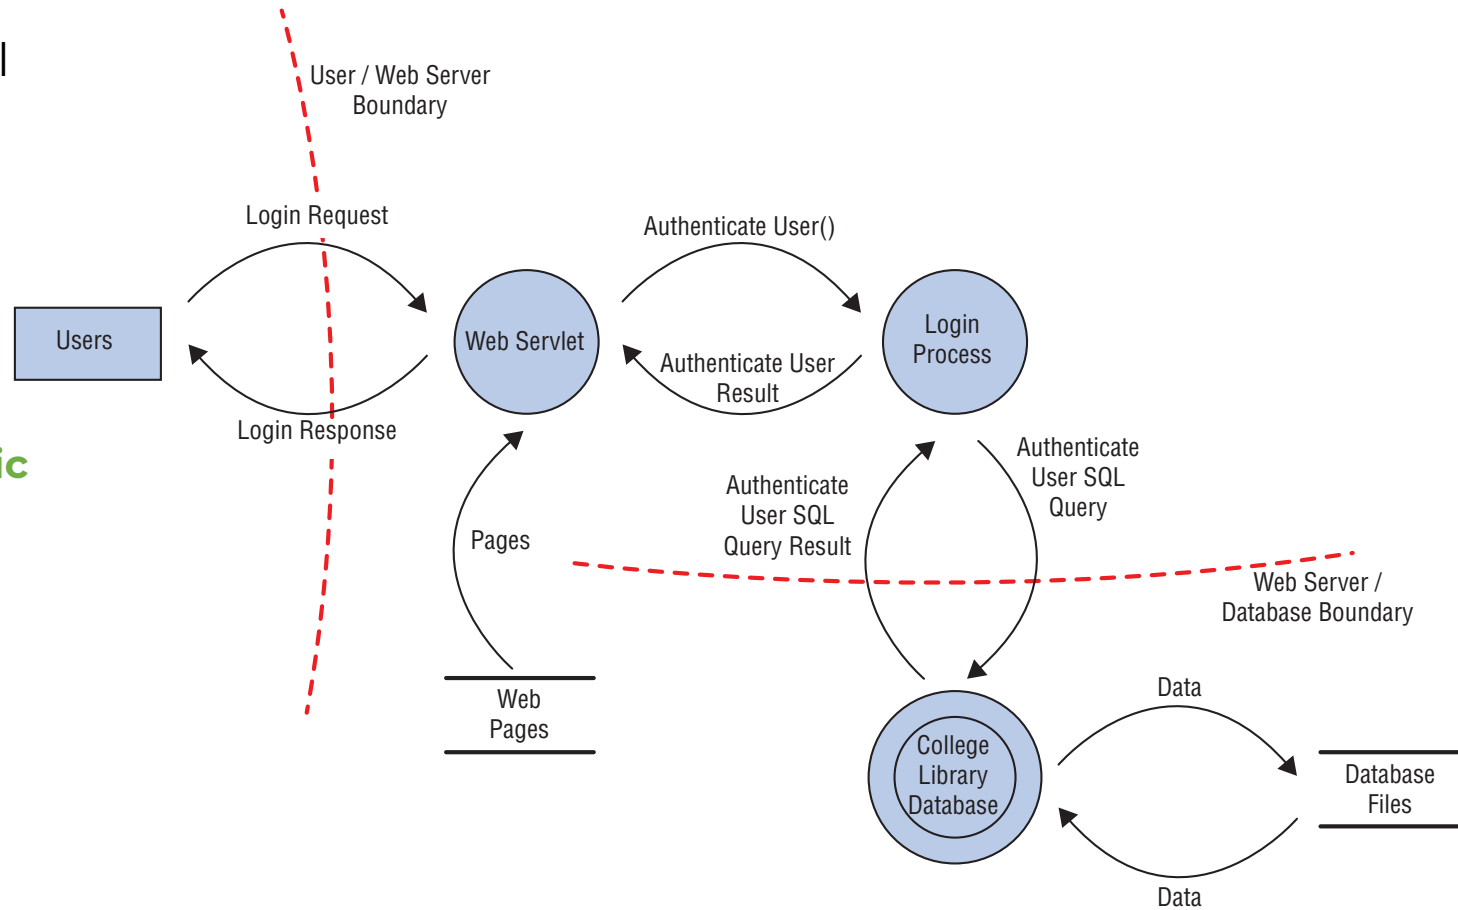 User / Web Server
Boundary
Login Request
Authenticate User()
Users
Web Servlet
Login
Process
Authenticate User
Result
Login Response
ic
Authenticate
User SQL
Query
Authenticate
User SQL
Query Result
Pages
Web Server /
Database Boundary
Web
Pages
Data
College
Library
Database
Database
Files
Data